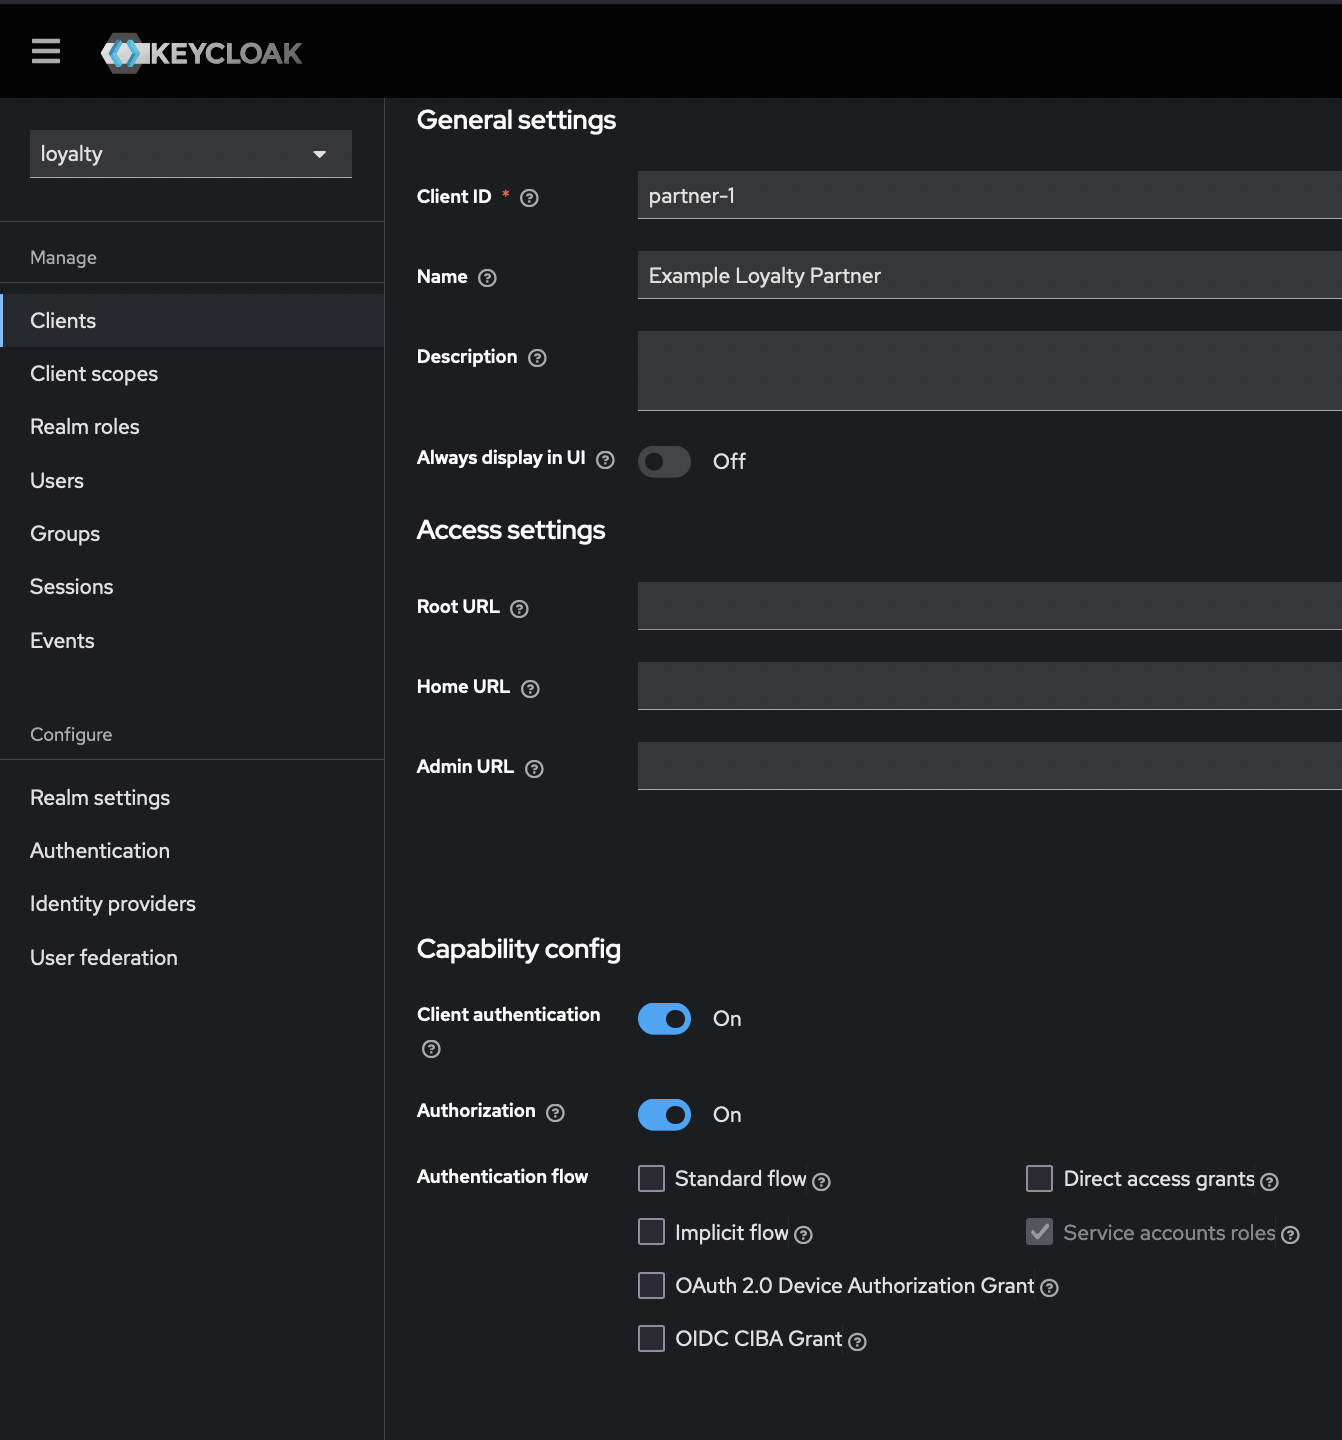 KEYCLOAK
loyalty
Manage
Clients
Client scopes
Realm roles
Users
Groups
Sessions
Events
Configure
Realm settings
Authentication
Identity providers
User federation
General settings
Client ID *
partner-1
Name
Example Loyalty Partner
Description
Always display in UI
Off
Access settings
Root URL
Home URL
Admin URL
Capability config
Client authentication
On
Authorization
On
Authentication flow
Standard flow
Direct access grants
Implicit flow
Service accounts roles
OAuth 2.0 Device Authorization Grant
OIDC CIBA Grant